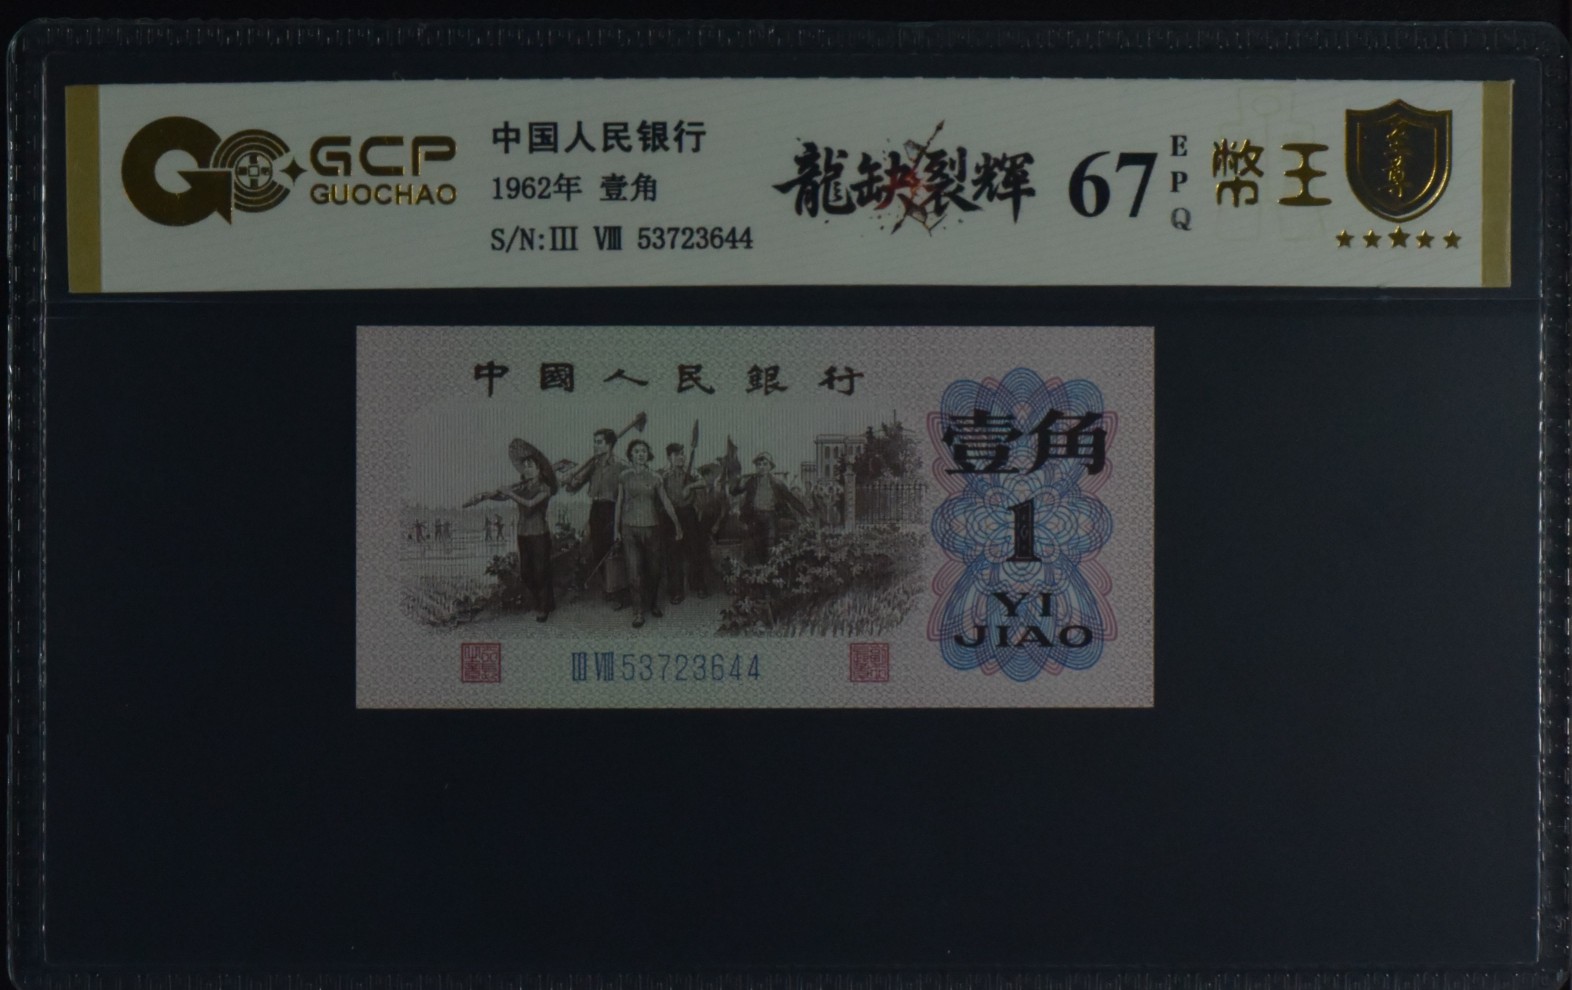 GCP
GUOCHAO
中国人民银行
1962年 壹角
S/N:III VIII 53723644
龍缺裂辉
67
EPQ
幣王
至尊
中國人民銀行
壹角
1
YI
JIAO
III VIII 53723644